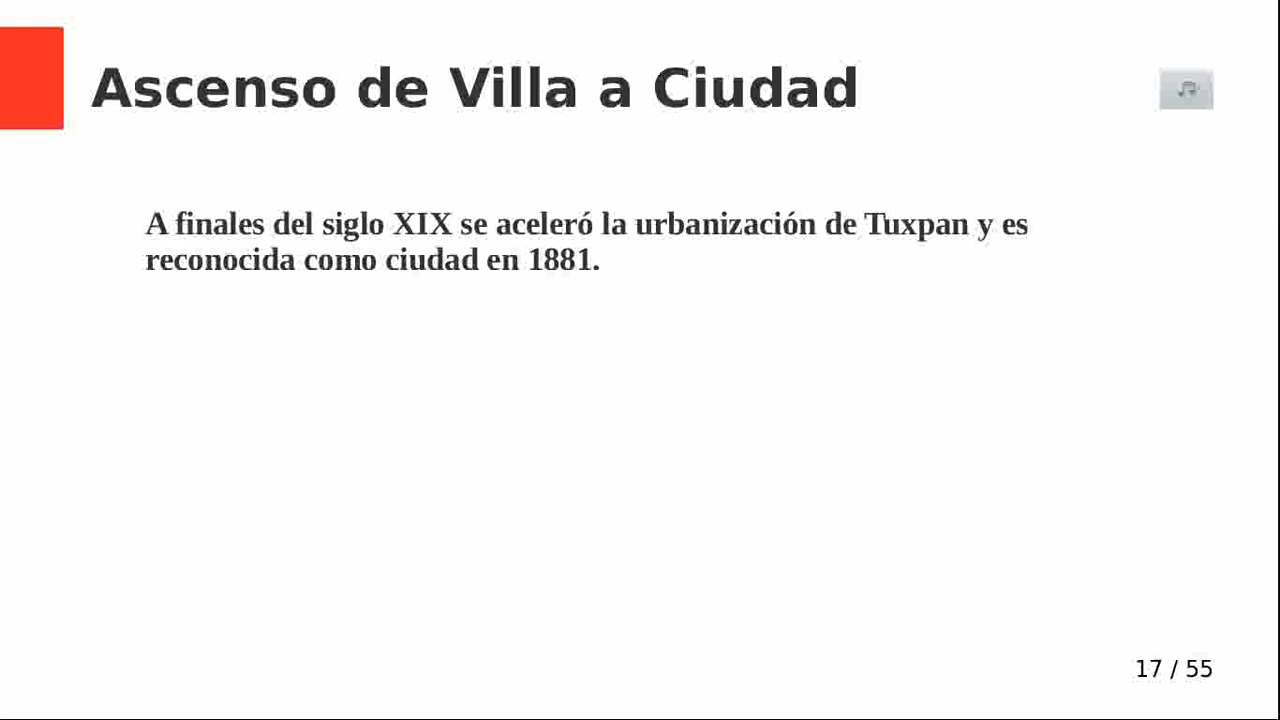 Ascenso de Villa a Ciudad
A finales del siglo XIX se aceleró la urbanización de Tuxpan y es
reconocida como ciudad en 1881.
17 / 55